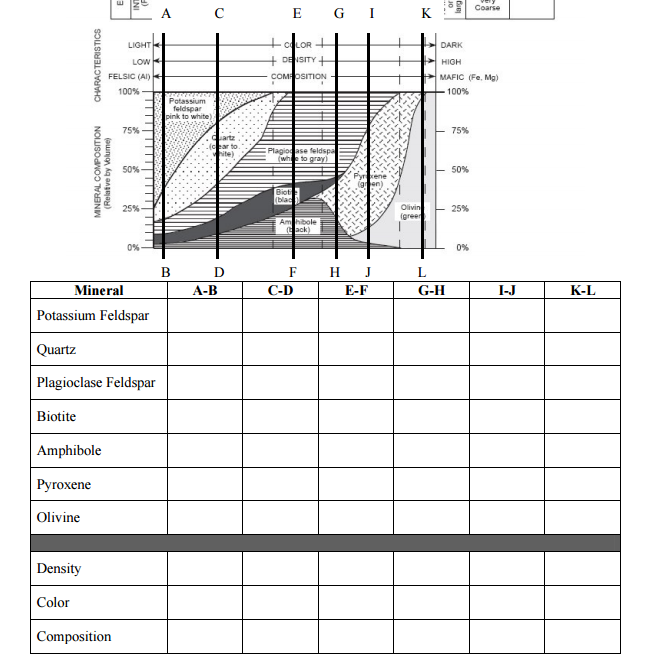 Very
Coarse
A C E G I K
LIGHT COLOR DARK
LOW DENSITY HIGH
FELSIC (Al) COMPOSITION MAFIC (Fe, Mg)
CHARACTERISTICS
MINERAL COMPOSITION
(Relative by Volume)
100% 100%
75% 75%
50% 50%
25% 25%
0% 0%
Potassium
feldspar
pink to white)
Quartz
(clear to
white)
Plagioclase feldspar
(white to gray)
Biotite
(black)
Amphibole
(black)
Pyroxene
(green)
Olivine
(green)
B D F H J L
Mineral A-B C-D E-F G-H I-J K-L
Potassium Feldspar
Quartz
Plagioclase Feldspar
Biotite
Amphibole
Pyroxene
Olivine
Density
Color
Composition